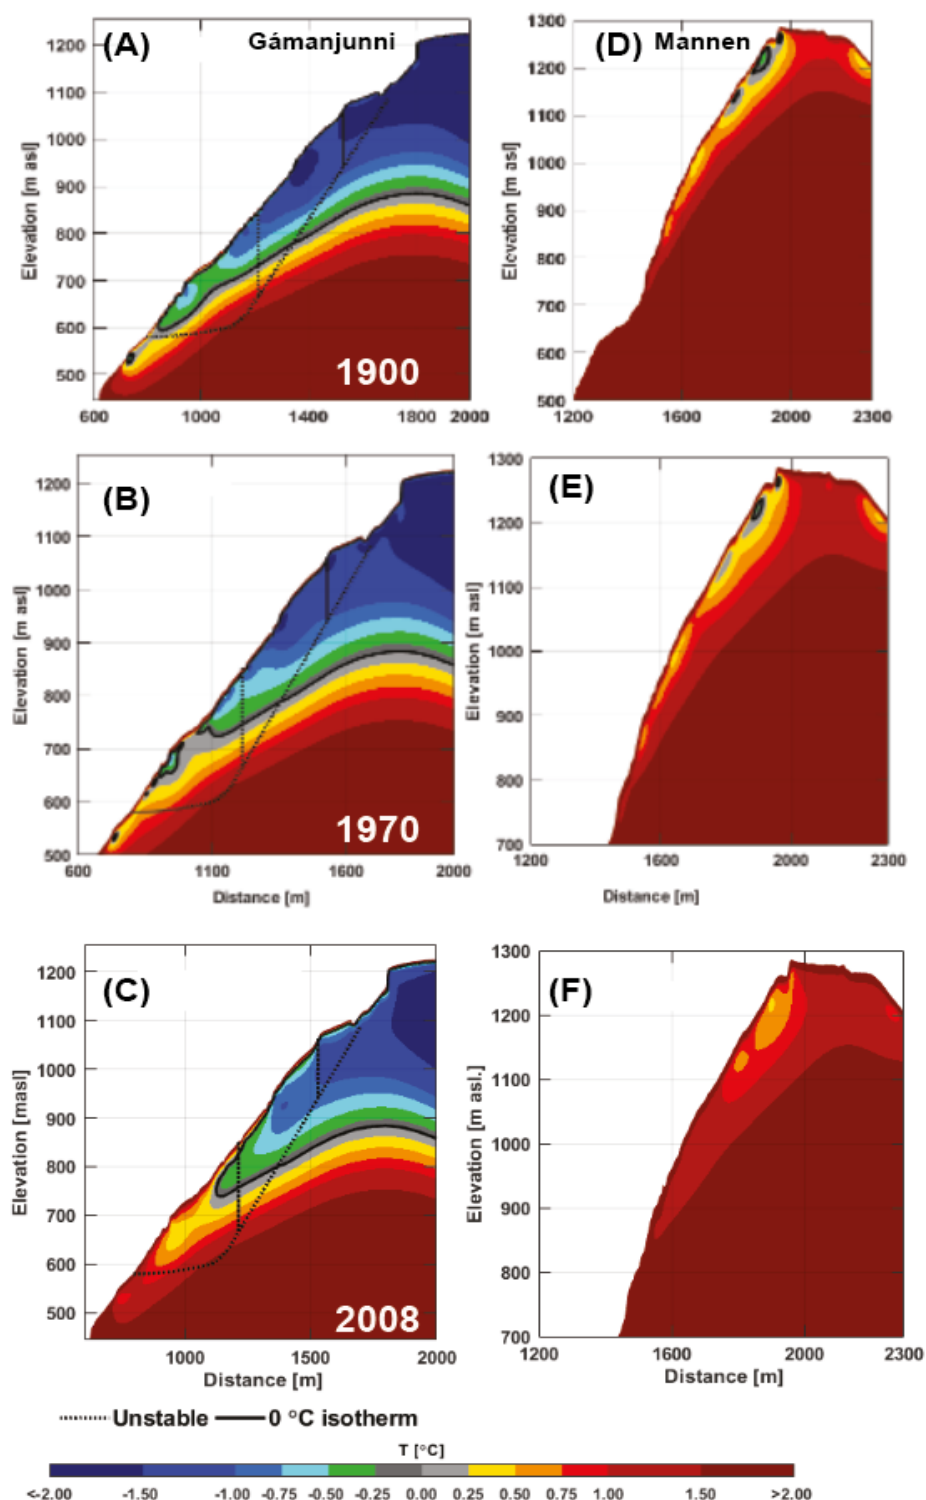 (A) Gámanjunni
1200
1100
1000
900
800
700
600
500
Elevation [m asl]
1900
600 1000 1400 1800 2000
(D) Mannen
1300
1200
1100
1000
900
800
700
600
500
Elevation [m asl]
1200 1600 2000 2300
(B)
1200
1100
1000
900
800
700
600
500
Elevation [m asl]
1970
600 1100 1600 2000
Distance [m]
(E)
1300
1200
1100
1000
900
800
700
Elevation [m asl]
1200 1600 2000 2300
Distance [m]
(C)
1200
1100
1000
900
800
700
600
500
Elevation [masl]
2008
1000 1500 2000
Distance [m]
(F)
1300
1200
1100
1000
900
800
700
Elevation [m asl.]
1200 1600 2000 2300
Distance [m]
Unstable 0 °C isotherm
T [°C]
<-2.00 -1.50 -1.00 -0.75 -0.50 -0.25 0.00 0.25 0.50 0.75 1.00 1.50 >2.00